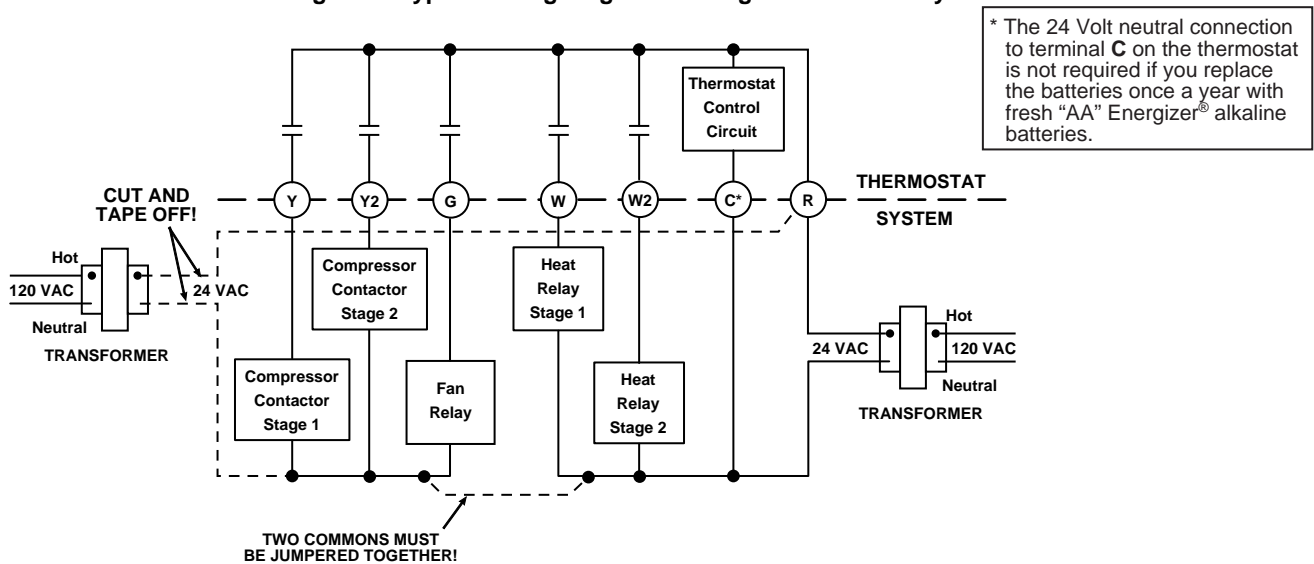 * The 24 Volt neutral connection
to terminal C on the thermostat
is not required if you replace
the batteries once a year with
fresh “AA” Energizer® alkaline
batteries.
Thermostat
Control
Circuit
CUT AND
TAPE OFF!
Y
Y2
G
W
W2
C*
R
THERMOSTAT
SYSTEM
Hot
120 VAC
24 VAC
Neutral
TRANSFORMER
Compressor
Contactor
Stage 2
Heat
Relay
Stage 1
Compressor
Contactor
Stage 1
Fan
Relay
Heat
Relay
Stage 2
Hot
24 VAC
120 VAC
Neutral
TRANSFORMER
TWO COMMONS MUST
BE JUMPERED TOGETHER!